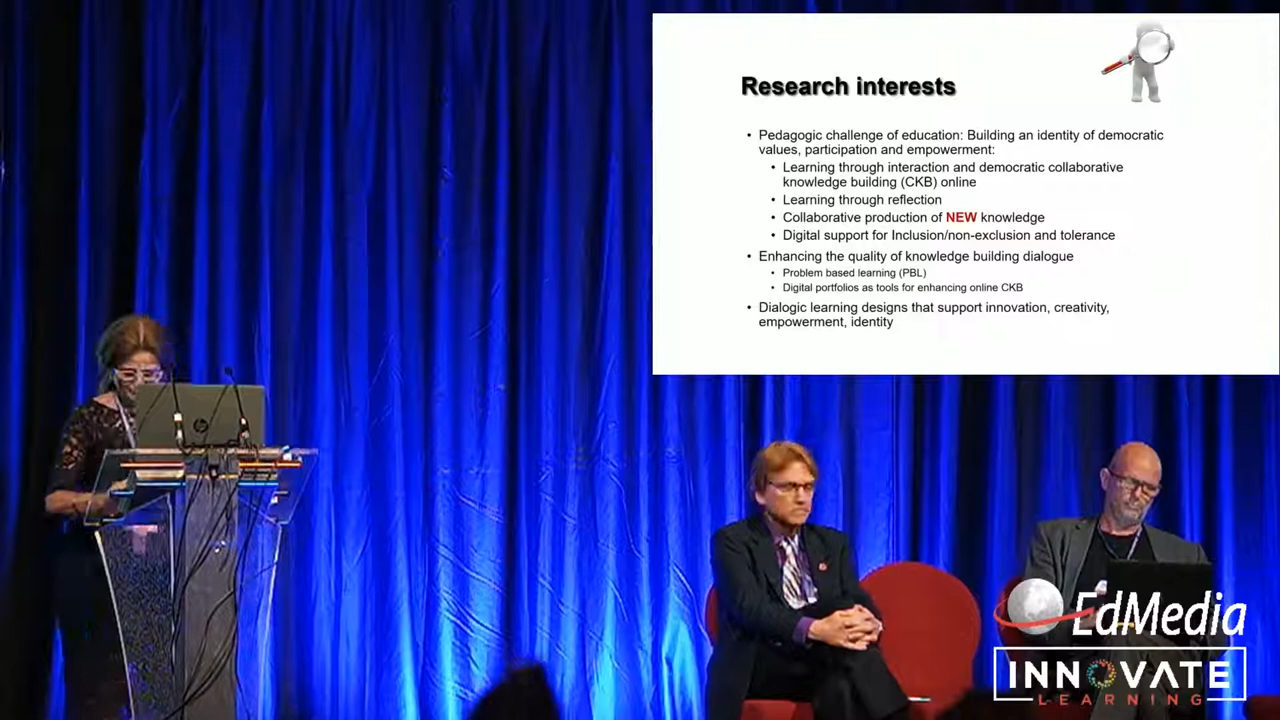 Research interests
• Pedagogic challenge of education: Building an identity of democratic
values, participation and empowerment:
• Learning through interaction and democratic collaborative
knowledge building (CKB) online
• Learning through reflection
• Collaborative production of NEW knowledge
• Digital support for Inclusion/non-exclusion and tolerance
• Enhancing the quality of knowledge building dialogue
• Problem based learning (PBL)
• Digital portfolios as tools for enhancing online CKB
• Dialogic learning designs that support innovation, creativity,
empowerment, identity
hp
EdMedia
INNOVATE
LEARNING